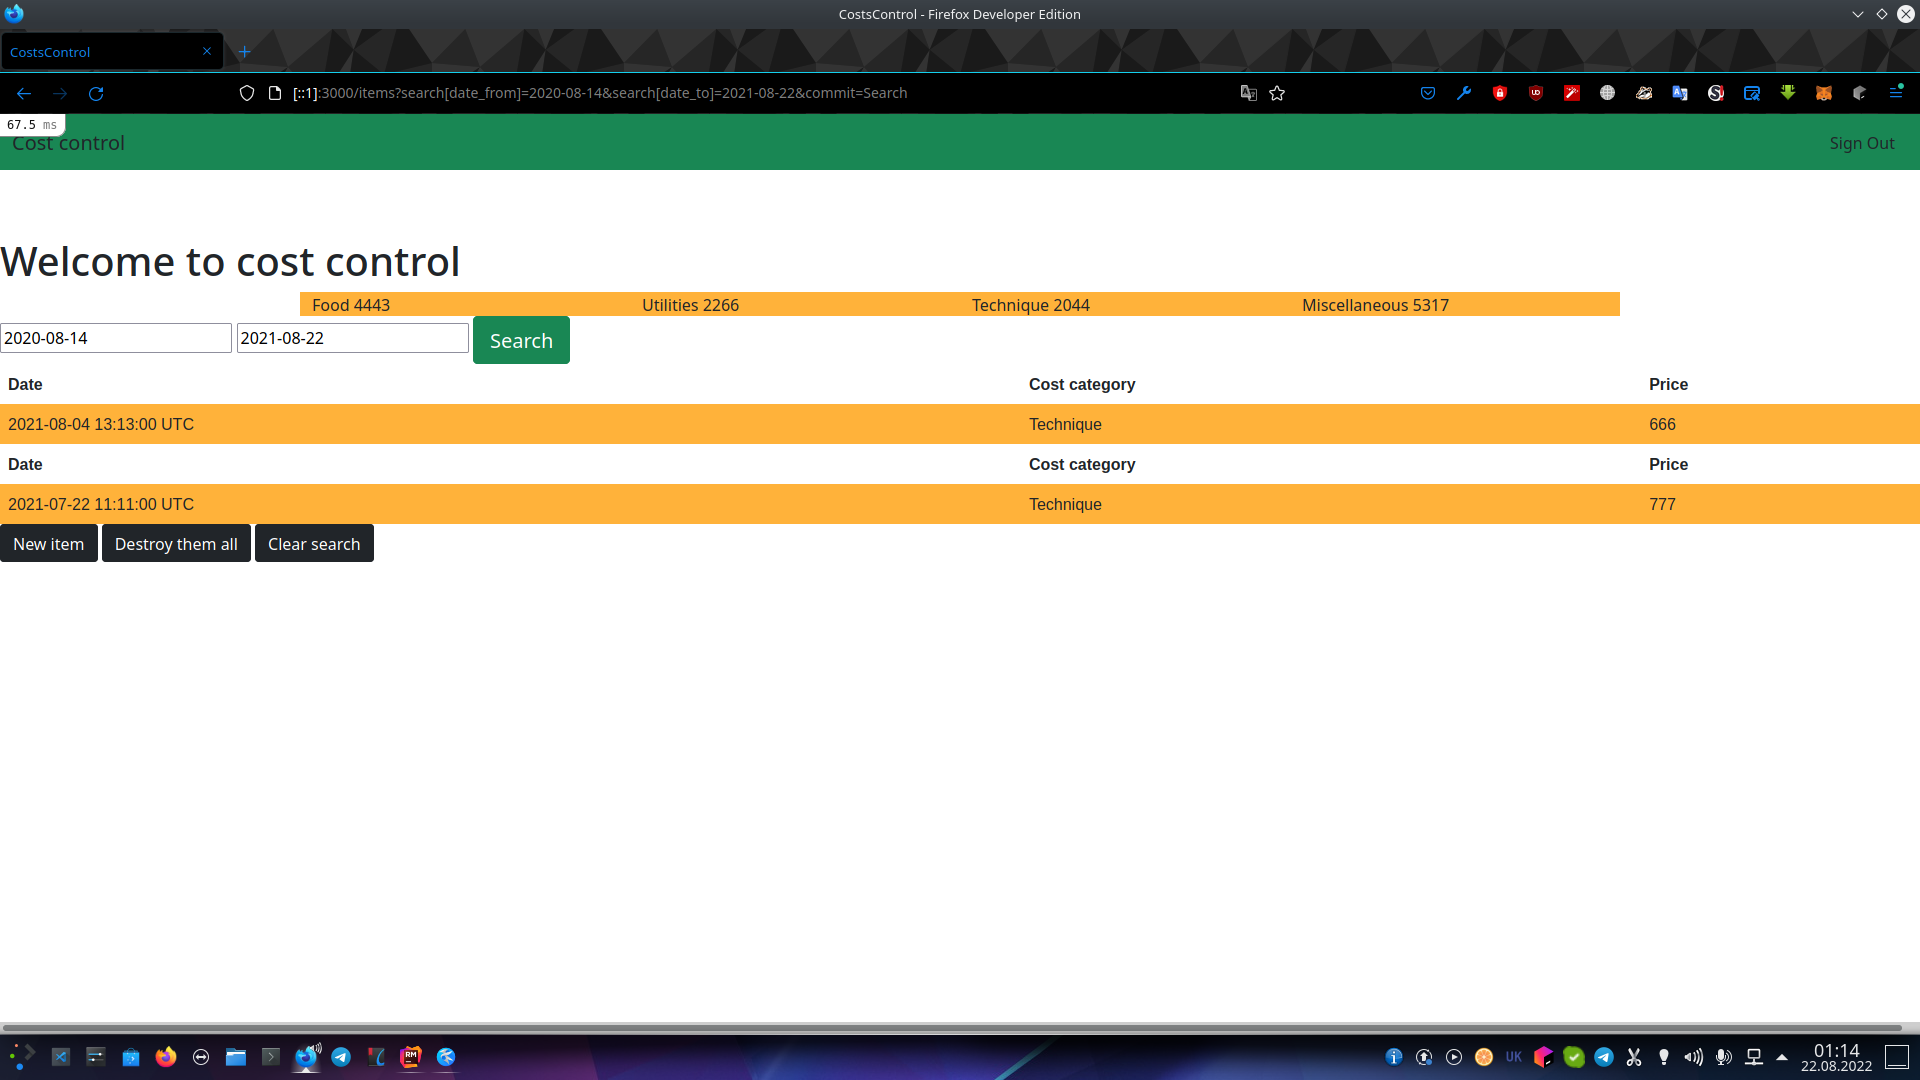 CostsControl - Firefox Developer Edition
CostsControl
[::1]:3000/items?search[date_from]=2020-08-14&search[date_to]=2021-08-22&commit=Search
67.5 ms
Cost control
Sign Out
Welcome to cost control
Food 4443 Utilities 2266 Technique 2044 Miscellaneous 5317
2020-08-14 2021-08-22 Search
Date Cost category Price
2021-08-04 13:13:00 UTC Technique 666
Date Cost category Price
2021-07-22 11:11:00 UTC Technique 777
New item Destroy them all Clear search
RM
UK
01:14
22.08.2022